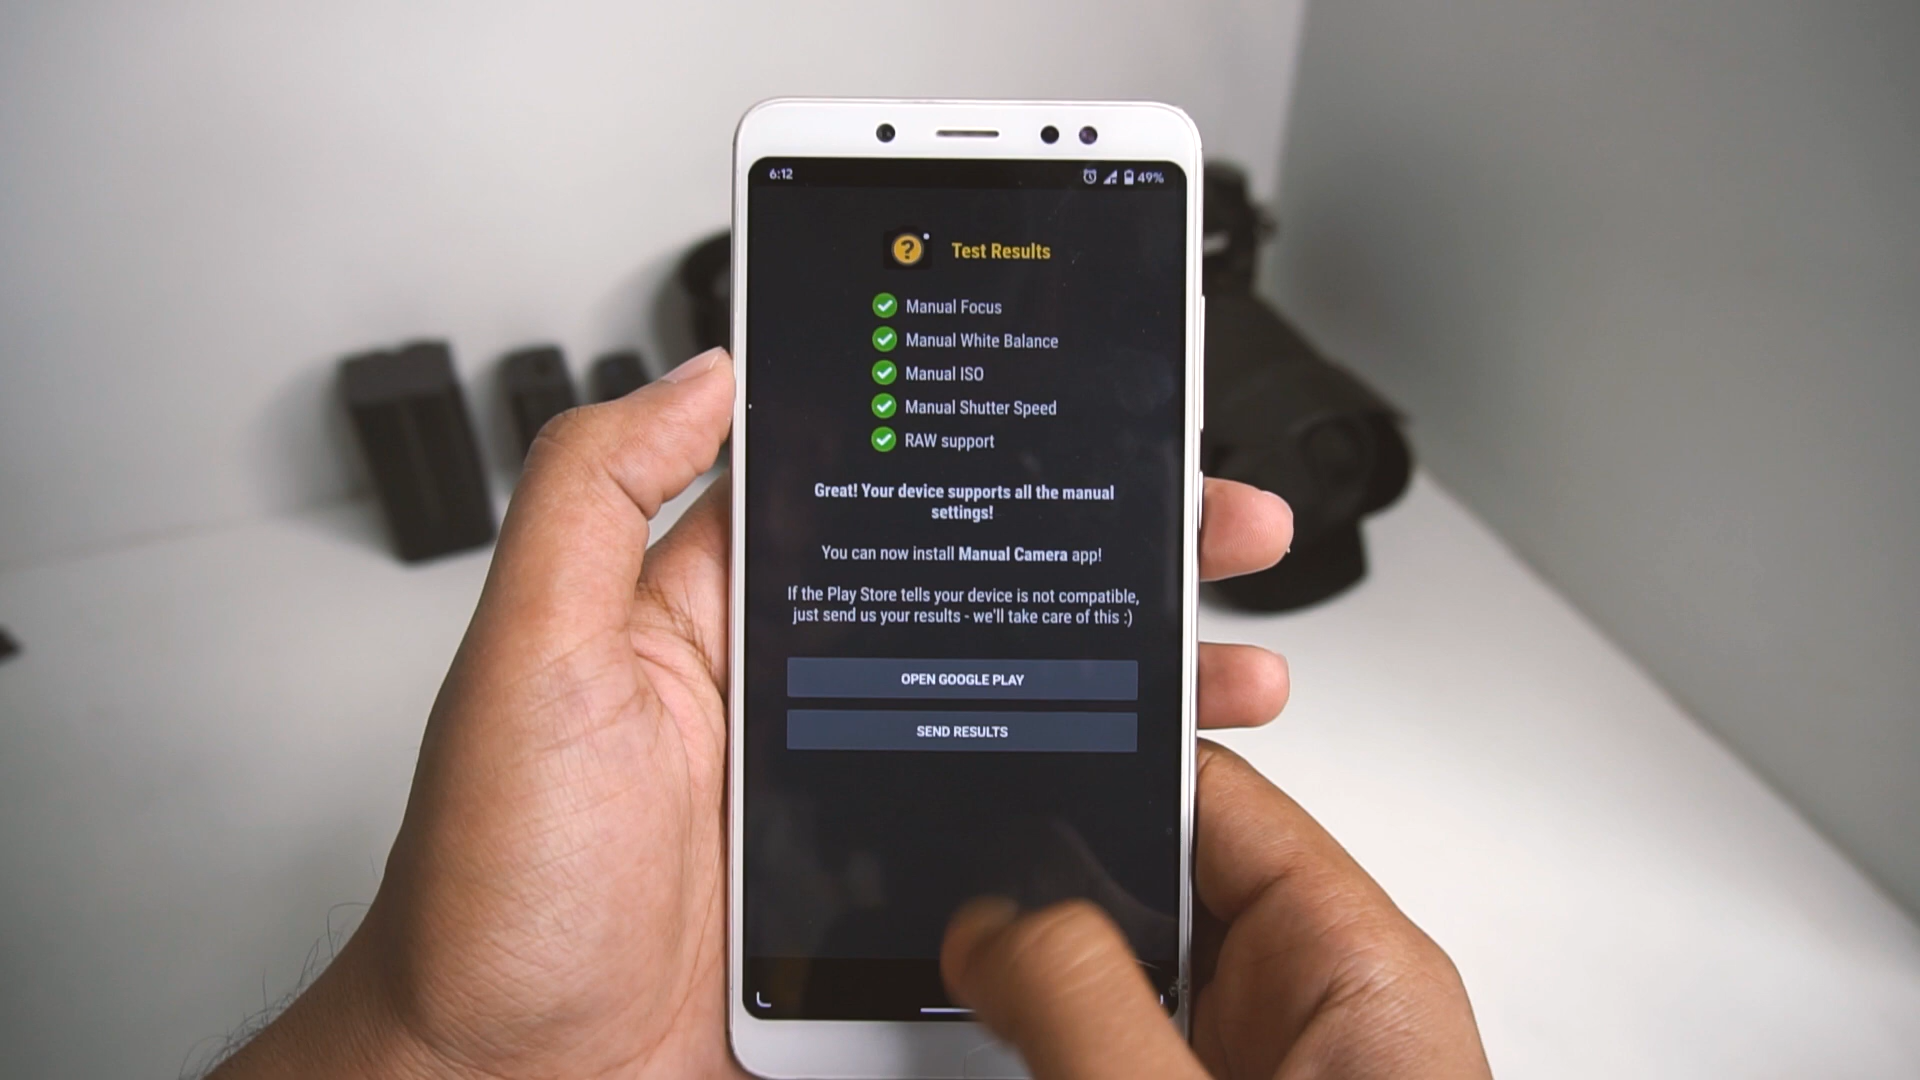 6:12
49%
?
Test Results
Manual Focus
Manual White Balance
Manual ISO
Manual Shutter Speed
RAW support
Great! Your device supports all the manual
settings!
You can now install Manual Camera app!
If the Play Store tells your device is not compatible,
just send us your results - we'll take care of this :)
OPEN GOOGLE PLAY
SEND RESULTS